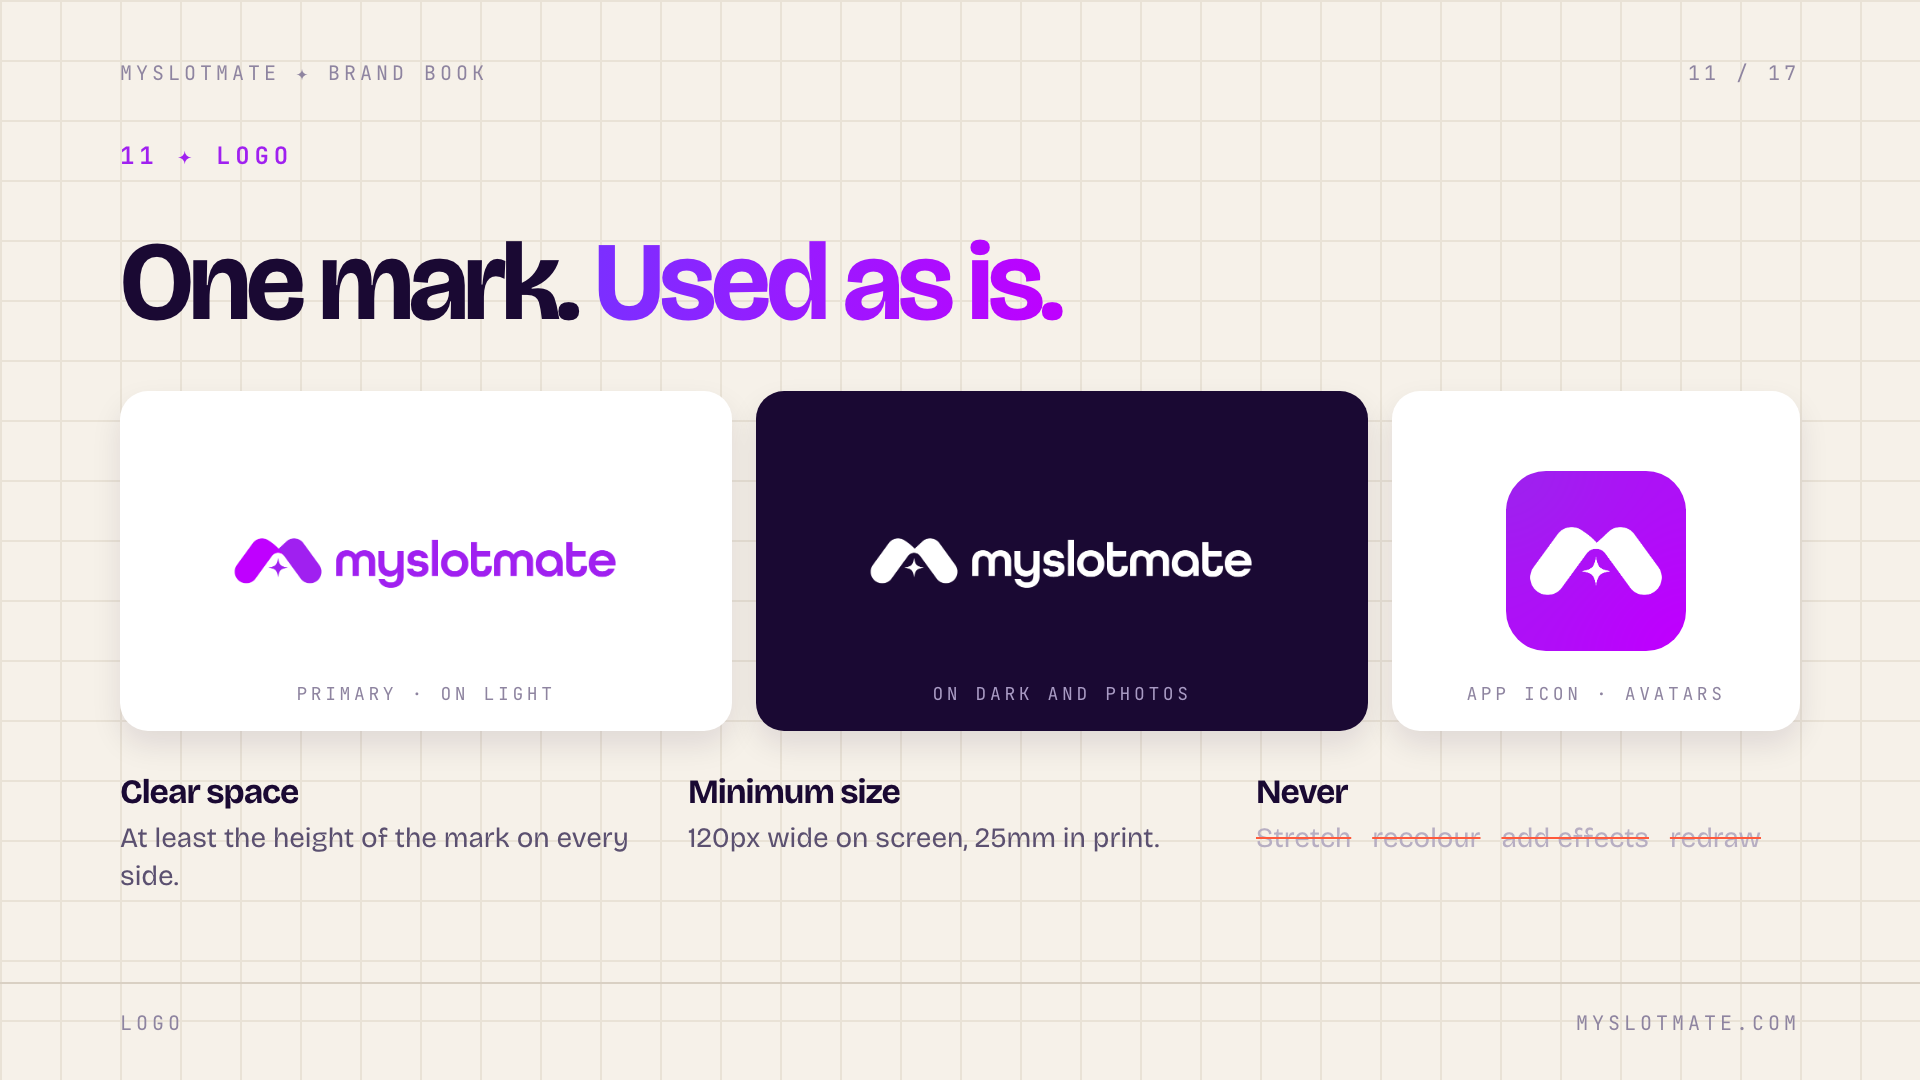 MYSLOTMATE ✦ BRAND BOOK
11 / 17
11 ✦ LOGO
One mark. Used as is.
myslotmate
PRIMARY · ON LIGHT
myslotmate
ON DARK AND PHOTOS
APP ICON · AVATARS
Clear space
At least the height of the mark on every
side.
Minimum size
120px wide on screen, 25mm in print.
Never
Stretch recolour add effects redraw
LOGO
MYSLOTMATE.COM